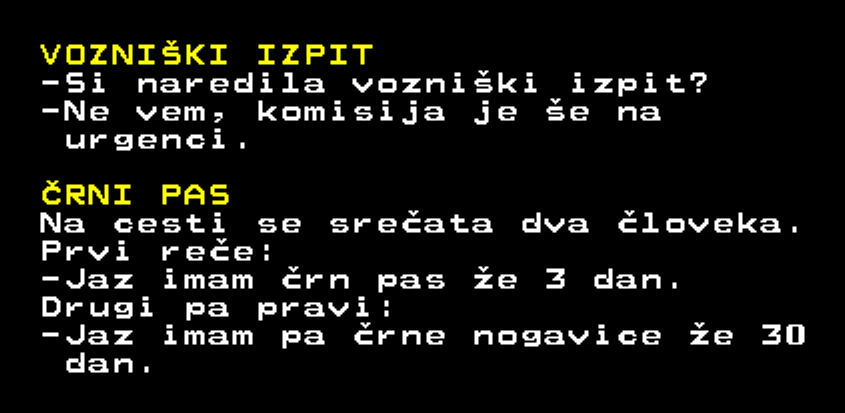 VOZNIŠKI IZPIT
-Si naredila vozniški izpit?
-Ne vem, komisija je še na
urgenci.
ČRNI PAS
Na cesti se srečata dva človeka.
Prvi reče:
-Jaz imam črn pas že 3 dan.
Drugi pa pravi:
-Jaz imam pa črne nogavice že 30
dan.